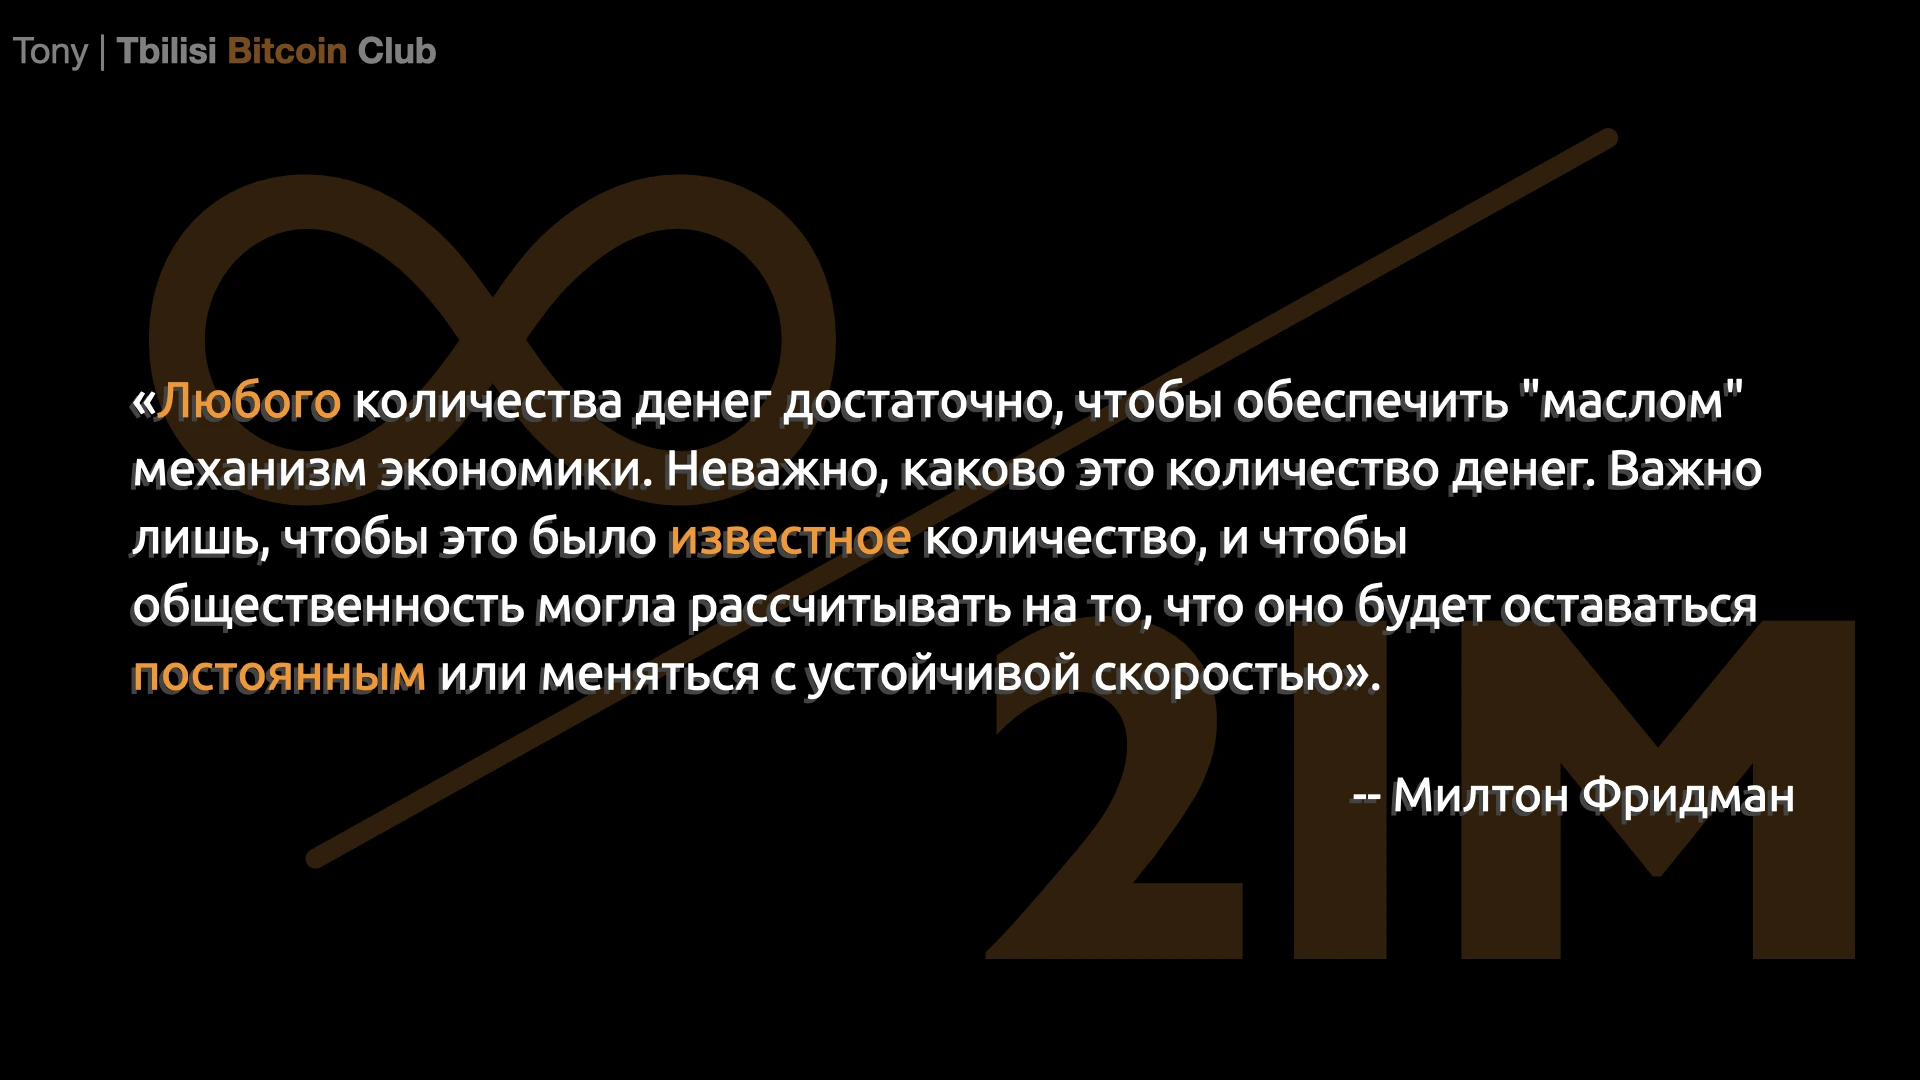 Tony | Tbilisi Bitcoin Club
∞/21M
«Любого количества денег достаточно, чтобы обеспечить "маслом"
механизм экономики. Неважно, каково это количество денег. Важно
лишь, чтобы это было известное количество, и чтобы
общественность могла рассчитывать на то, что оно будет оставаться
постоянным или меняться с устойчивой скоростью».
-- Милтон Фридман